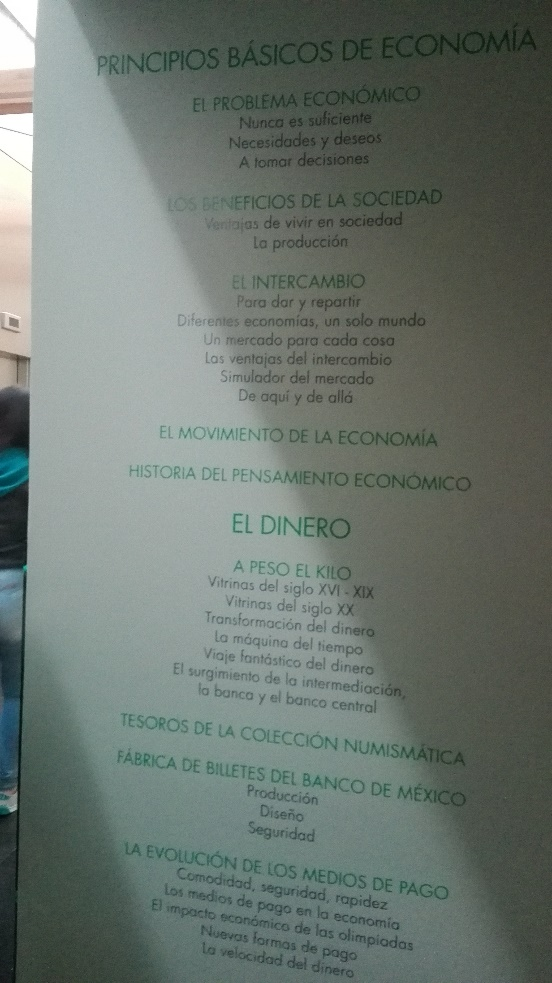 PRINCIPIOS BÁSICOS DE ECONOMÍA
EL PROBLEMA ECONÓMICO
Nunca es suficiente
Necesidades y deseos
A tomar decisiones
LOS BENEFICIOS DE LA SOCIEDAD
Ventajas de vivir en sociedad
La producción
EL INTERCAMBIO
Para dar y repartir
Diferentes economías, un solo mundo
Un mercado para cada cosa
Las ventajas del intercambio
Simulador del mercado
De aquí y de allá
EL MOVIMIENTO DE LA ECONOMÍA
HISTORIA DEL PENSAMIENTO ECONÓMICO
EL DINERO
A PESO EL KILO
Vitrinas del siglo XVI - XIX
Vitrinas del siglo XX
Transformación del dinero
La máquina del tiempo
Viaje fantástico del dinero
El surgimiento de la intermediación,
la banca y el banco central
TESOROS DE LA COLECCIÓN NUMISMÁTICA
FÁBRICA DE BILLETES DEL BANCO DE MÉXICO
Producción
Diseño
Seguridad
LA EVOLUCIÓN DE LOS MEDIOS DE PAGO
Comodidad, seguridad, rapidez
Los medios de pago en la economía
El impacto económico de las olimpiadas
Nuevas formas de pago
La velocidad del dinero